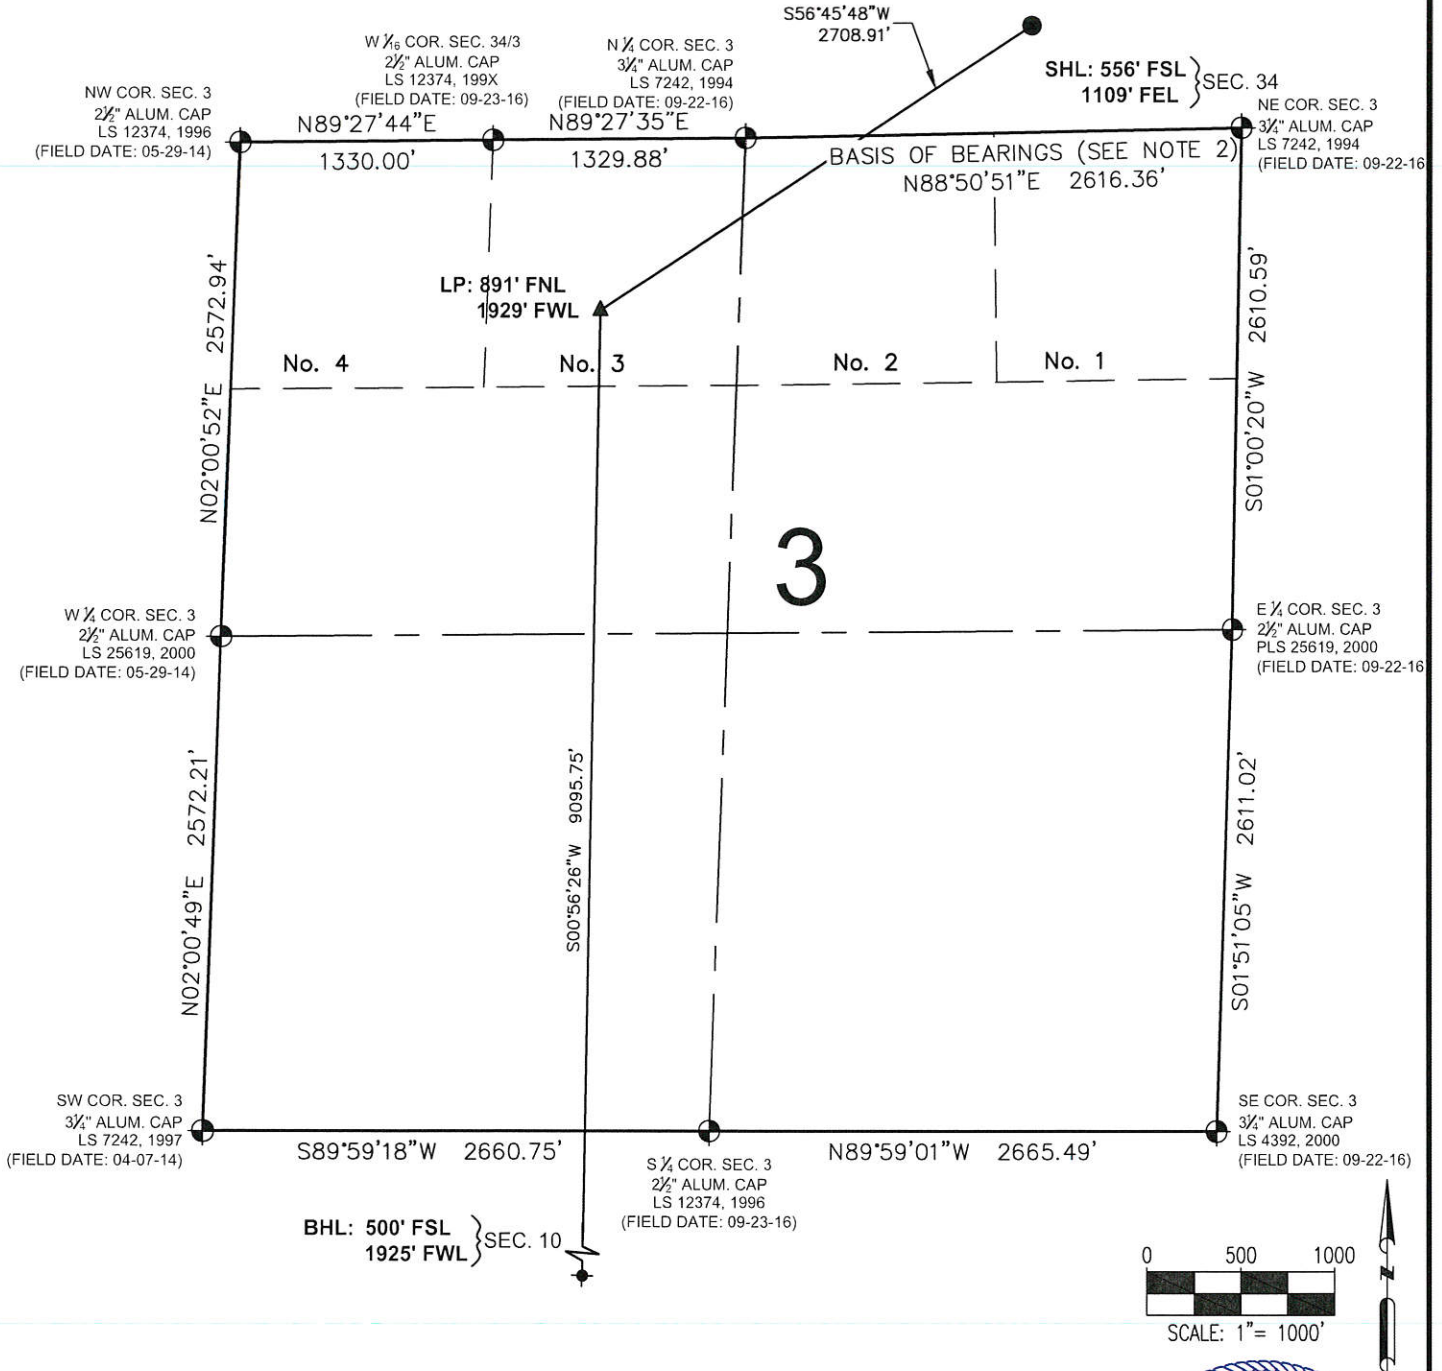 S56°45'48"W
2708.91'
W 1/16 COR. SEC. 34/3
2½" ALUM. CAP
LS 12374, 199X
(FIELD DATE: 09-23-16)
N ¼ COR. SEC. 3
3¼" ALUM. CAP
LS 7242, 1994
(FIELD DATE: 09-22-16)
SHL: 556' FSL
1109' FEL
SEC. 34
NW COR. SEC. 3
2½" ALUM. CAP
LS 12374, 1996
(FIELD DATE: 05-29-14)
NE COR. SEC. 3
3¼" ALUM. CAP
LS 7242, 1994
(FIELD DATE: 09-22-16
N89°27'44"E
1330.00'
N89°27'35"E
1329.88'
BASIS OF BEARINGS (SEE NOTE 2)
N88°50'51"E 2616.36'
LP: 891' FNL
1929' FWL
N02°00'52"E 2572.94'
S01°00'20"W 2610.59'
No. 4
No. 3
No. 2
No. 1
3
W ¼ COR. SEC. 3
2½" ALUM. CAP
LS 25619, 2000
(FIELD DATE: 05-29-14)
E ¼ COR. SEC. 3
2½" ALUM. CAP
PLS 25619, 2000
(FIELD DATE: 09-22-16
N02°00'49"E 2572.21'
S00°56'26"W 9095.75'
S01°51'05"W 2611.02'
SW COR. SEC. 3
3¼" ALUM. CAP
LS 7242, 1997
(FIELD DATE: 04-07-14)
S89°59'18"W 2660.75'
S ¼ COR. SEC. 3
2½" ALUM. CAP
LS 12374, 1996
(FIELD DATE: 09-23-16)
N89°59'01"W 2665.49'
SE COR. SEC. 3
3¼" ALUM. CAP
LS 4392, 2000
(FIELD DATE: 09-22-16)
BHL: 500' FSL
1925' FWL
SEC. 10
0 500 1000
SCALE: 1"= 1000'
N